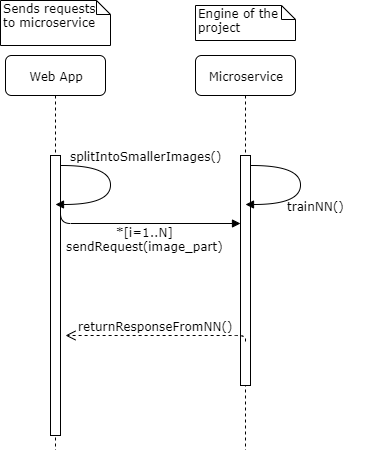 Sends requests
to microservice
Engine of the
project
Web App
Microservice
splitIntoSmallerImages()
trainNN()
*[i=1..N]
sendRequest(image_part)
returnResponseFromNN()